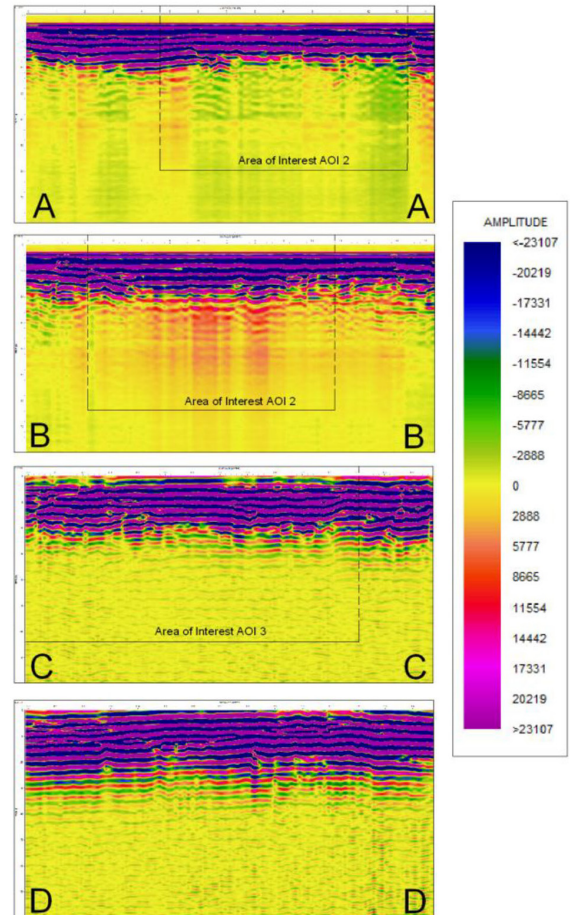 Area of Interest AOI 2
A
A
Area of Interest AOI 2
B
B
Area of Interest AOI 3
C
C
D
D
AMPLITUDE
<-23107
-20219
-17331
-14442
-11554
-8665
-5777
-2888
0
2888
5777
8665
11554
14442
17331
20219
>23107